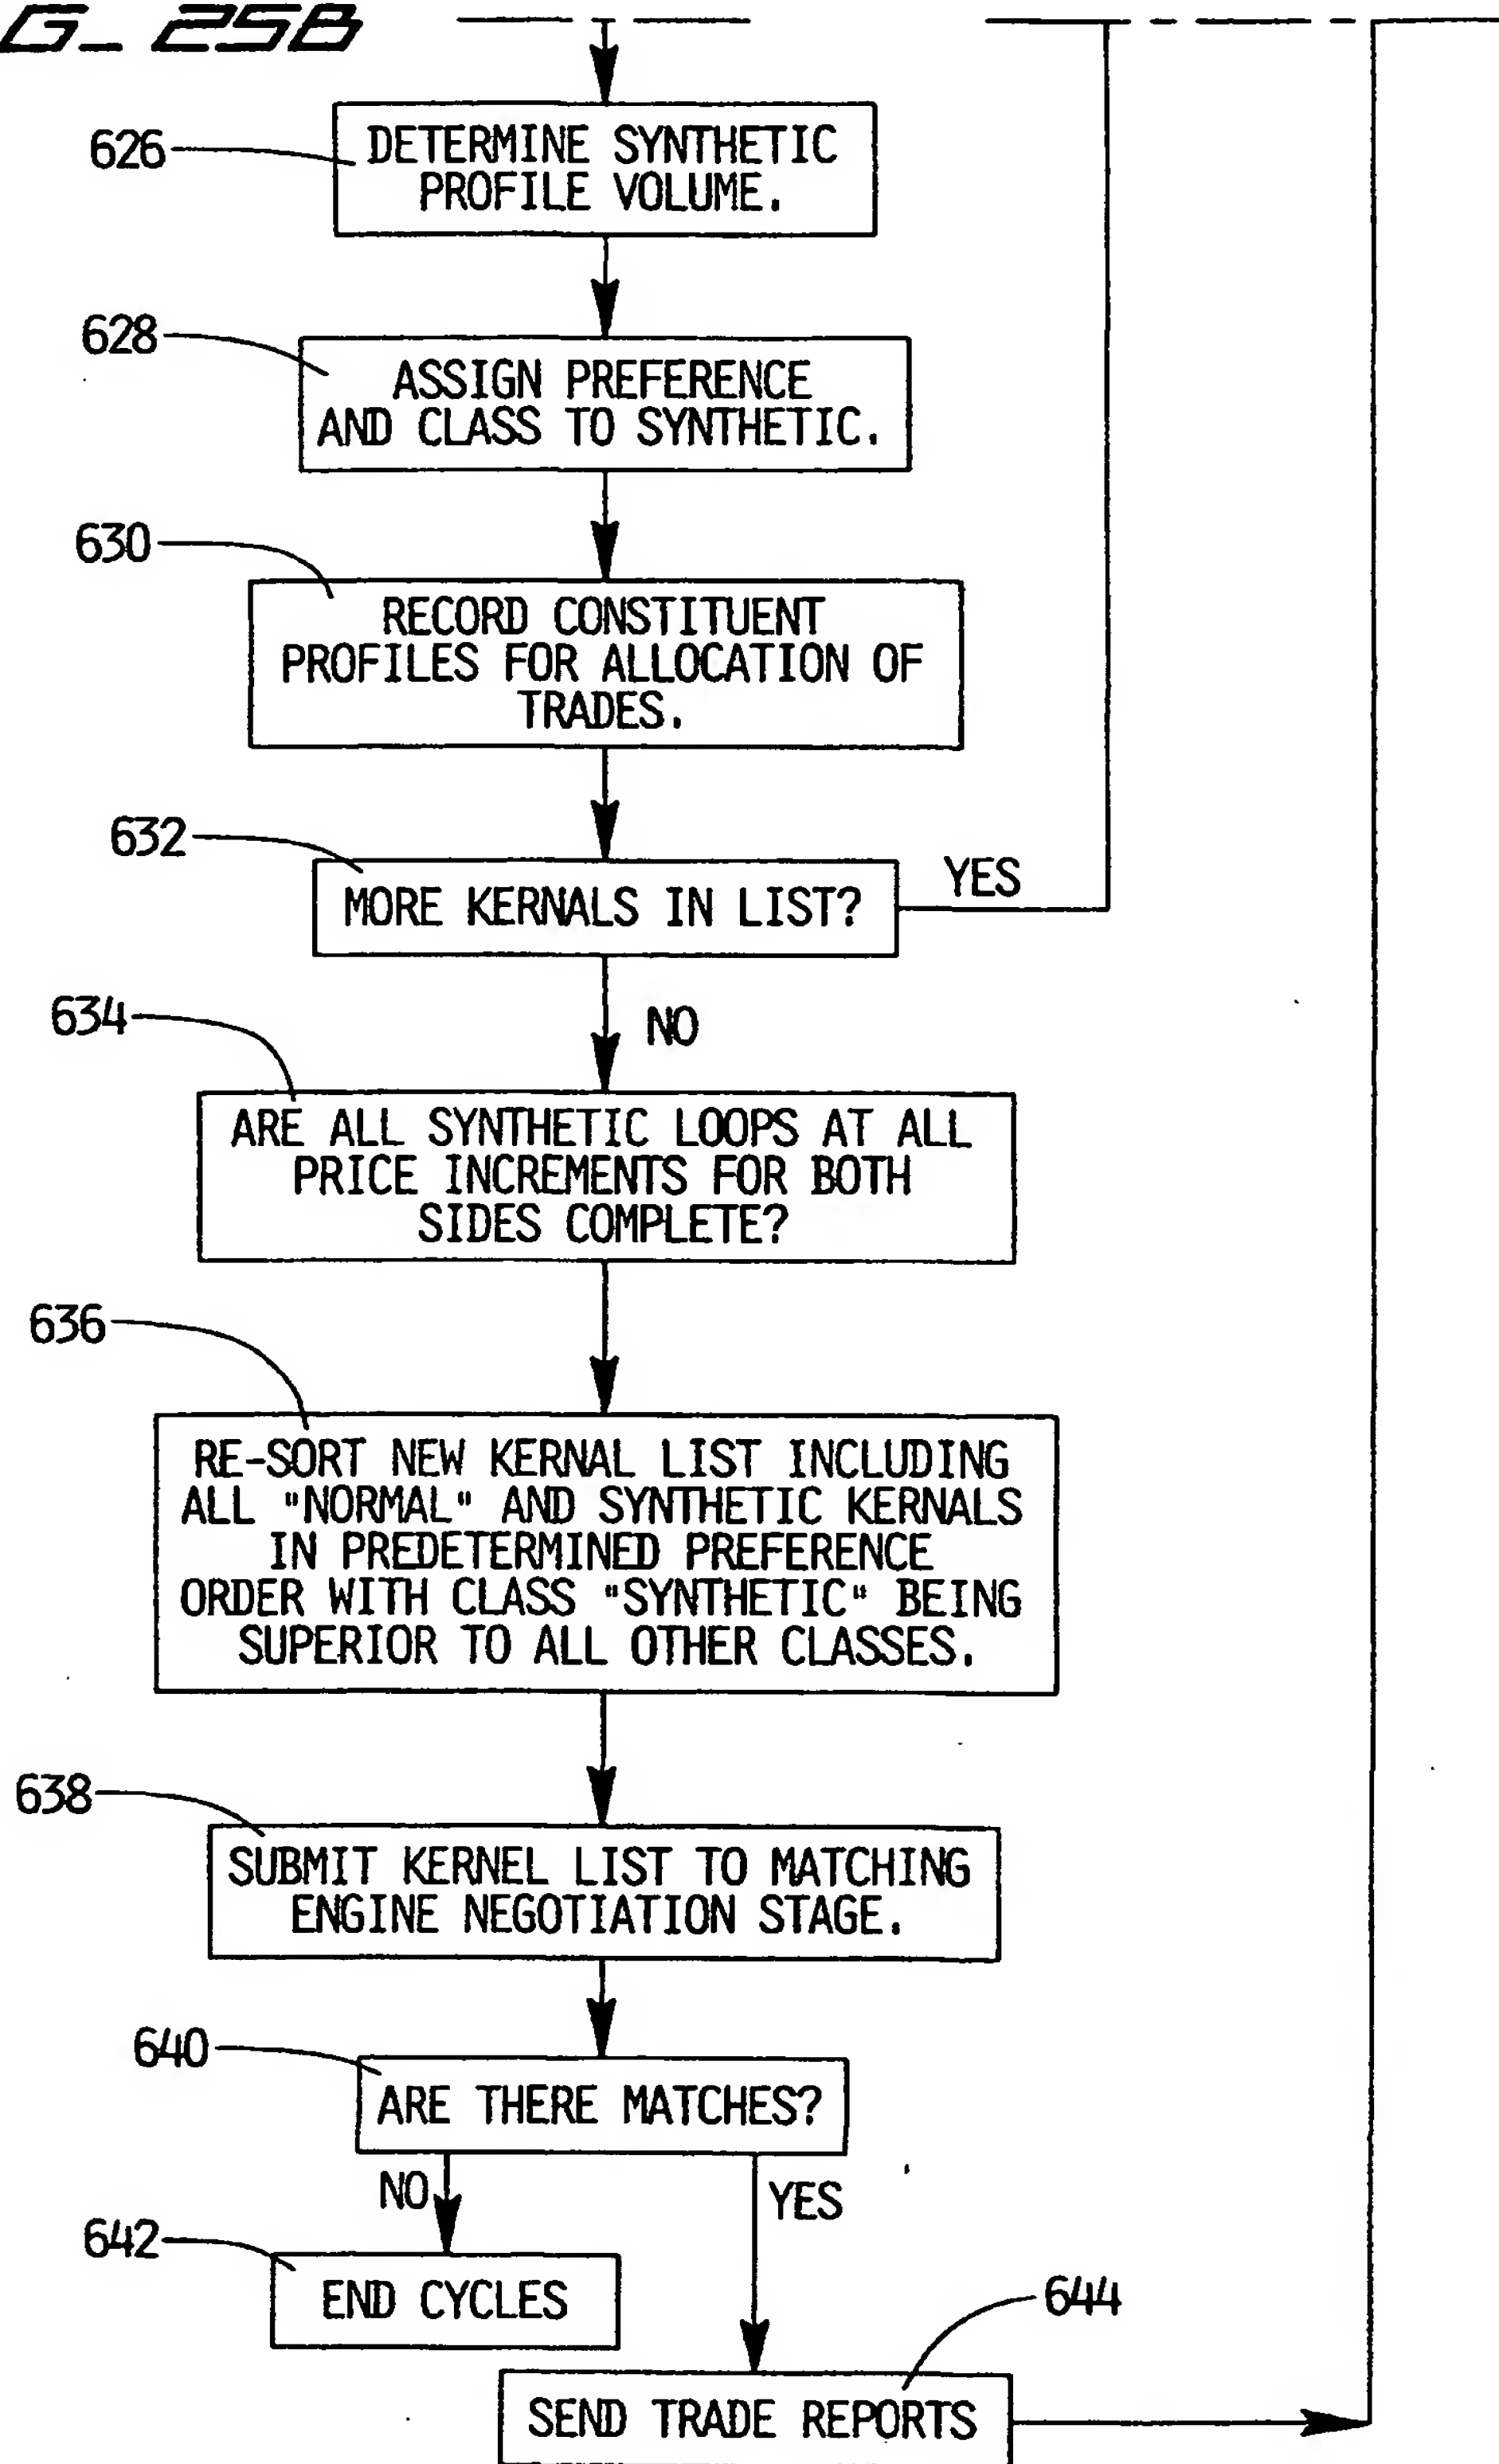 G_ 25B
626
DETERMINE SYNTHETIC
PROFILE VOLUME.
628
ASSIGN PREFERENCE
AND CLASS TO SYNTHETIC.
630
RECORD CONSTITUENT
PROFILES FOR ALLOCATION OF
TRADES.
632
MORE KERNALS IN LIST?
YES
NO
634
ARE ALL SYNTHETIC LOOPS AT ALL
PRICE INCREMENTS FOR BOTH
SIDES COMPLETE?
636
RE-SORT NEW KERNAL LIST INCLUDING
ALL "NORMAL" AND SYNTHETIC KERNALS
IN PREDETERMINED PREFERENCE
ORDER WITH CLASS "SYNTHETIC" BEING
SUPERIOR TO ALL OTHER CLASSES.
638
SUBMIT KERNEL LIST TO MATCHING
ENGINE NEGOTIATION STAGE.
640
ARE THERE MATCHES?
NO
YES
642
END CYCLES
644
SEND TRADE REPORTS